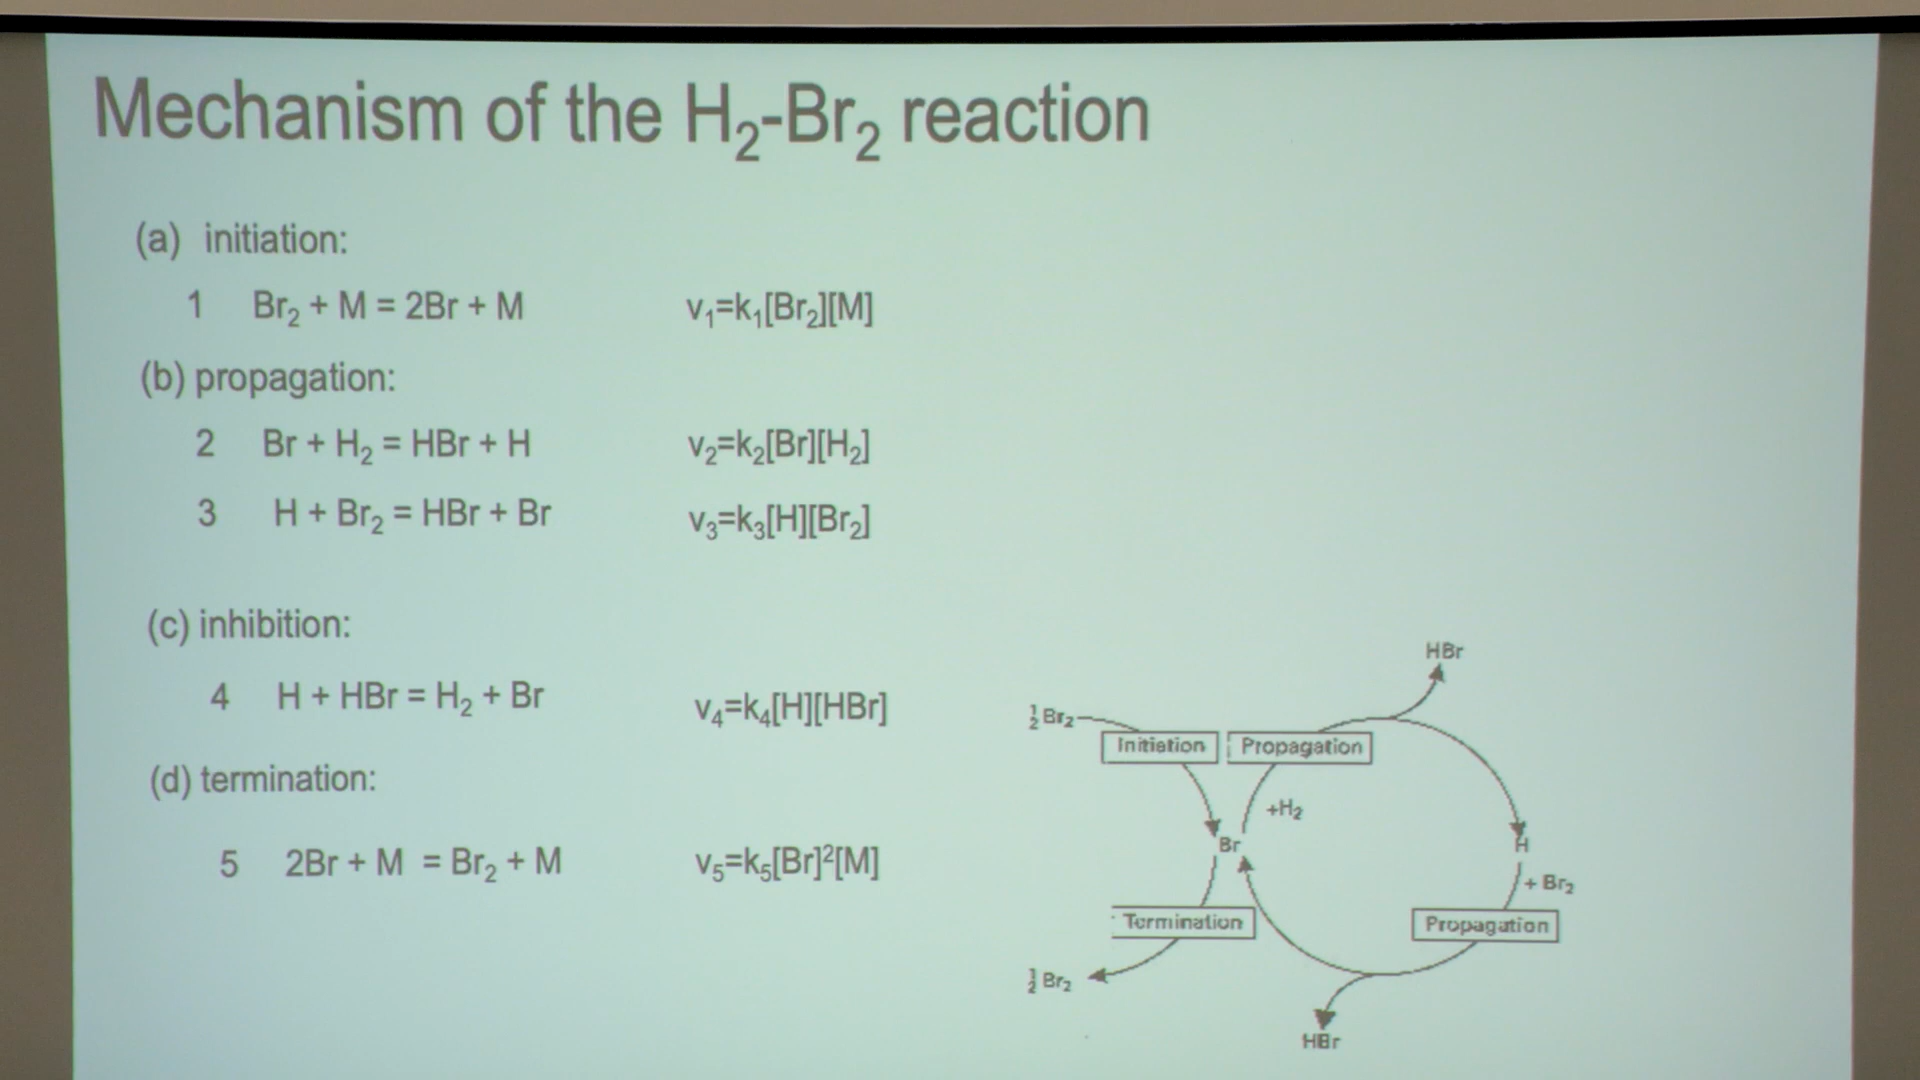 Mechanism of the H₂-Br₂ reaction
(a) initiation:
1 Br₂ + M = 2Br + M v₁=k₁[Br₂][M]
(b) propagation:
2 Br + H₂ = HBr + H v₂=k₂[Br][H₂]
3 H + Br₂ = HBr + Br v₃=k₃[H][Br₂]
(c) inhibition:
4 H + HBr = H₂ + Br v₄=k₄[H][HBr]
(d) termination:
5 2Br + M = Br₂ + M v₅=k₅[Br]²[M]
HBr
½Br₂
Initiation Propagation
+H₂
Br H
+ Br₂
Termination Propagation
½Br₂
HBr